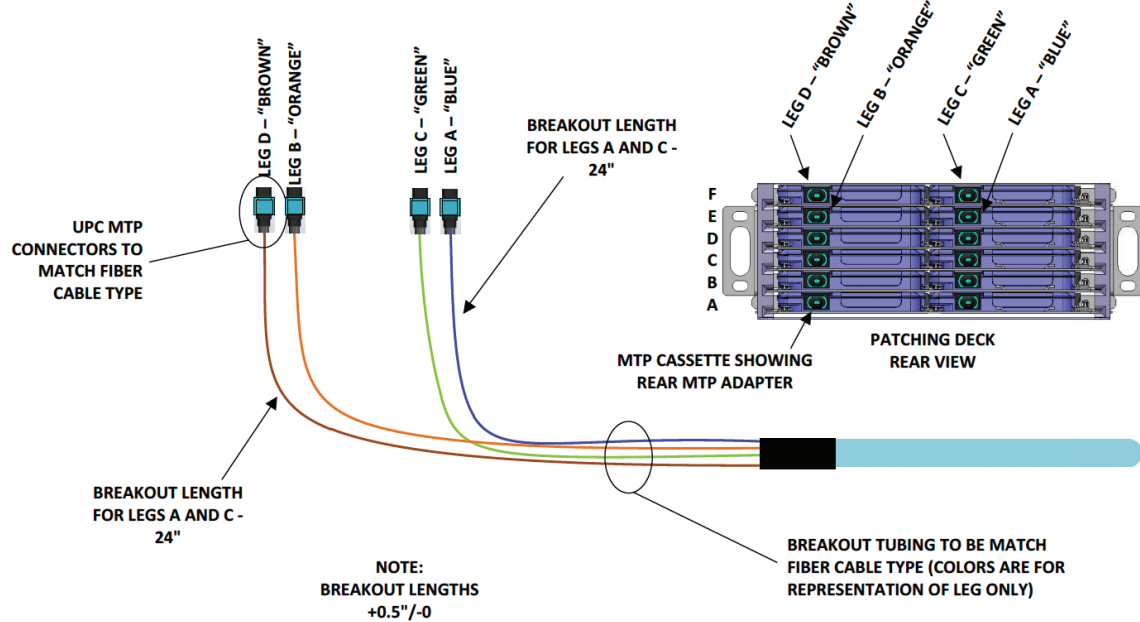 LEG D – “BROWN”
LEG B – “ORANGE”
LEG C – “GREEN”
LEG A – “BLUE”
BREAKOUT LENGTH
FOR LEGS A AND C -
24"
LEG D – “BROWN”
LEG B – “ORANGE”
LEG C – “GREEN”
LEG A – “BLUE”
UPC MTP
CONNECTORS TO
MATCH FIBER
CABLE TYPE
F
E
D
C
B
A
MTP CASSETTE SHOWING
REAR MTP ADAPTER
PATCHING DECK
REAR VIEW
BREAKOUT LENGTH
FOR LEGS A AND C -
24"
NOTE:
BREAKOUT LENGTHS
+0.5"/-0
BREAKOUT TUBING TO BE MATCH
FIBER CABLE TYPE (COLORS ARE FOR
REPRESENTATION OF LEG ONLY)